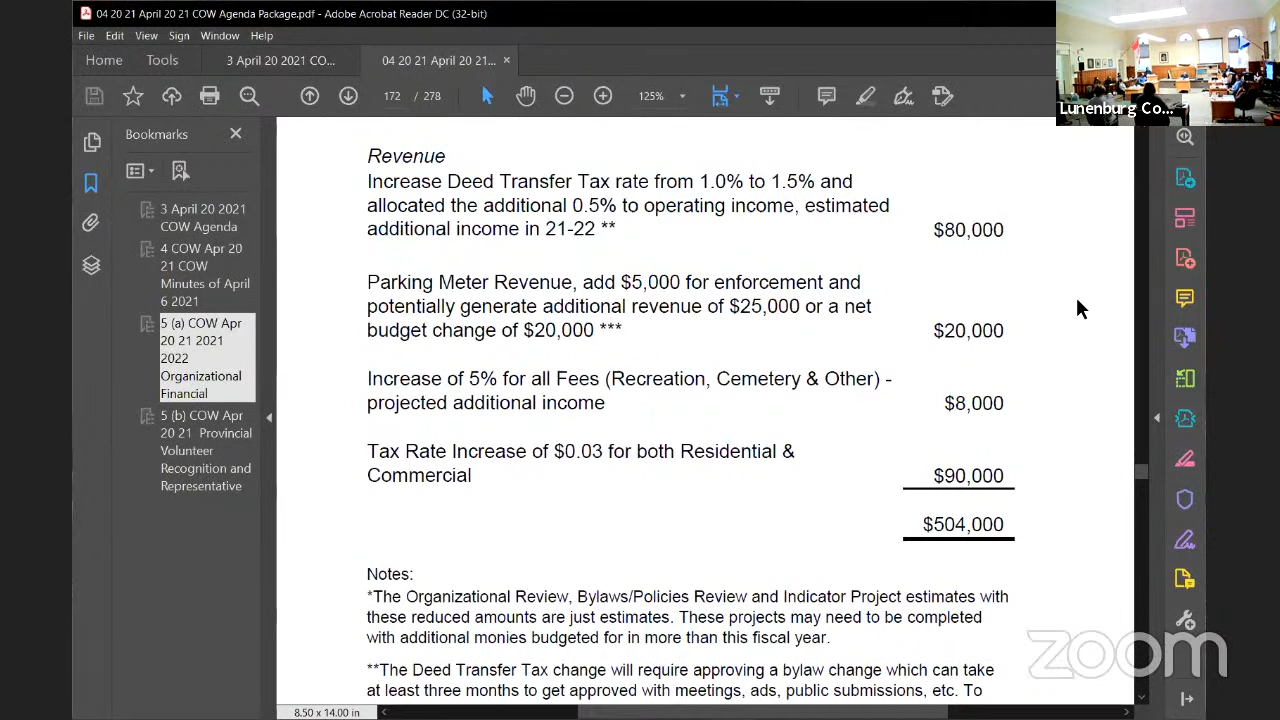 04 20 21 April 20 21 COW Agenda Package.pdf - Adobe Acrobat Reader DC (32-bit)
File Edit View Sign Window Help
Home Tools 3 April 20 2021 CO... 04 20 21 April 20 21... ×
172 / 278 125%
Lunenburg Co...
Bookmarks
3 April 20 2021
COW Agenda
4 COW Apr 20
21 COW
Minutes of April
6 2021
5 (a) COW Apr
20 21 2021
2022
Organizational
Financial
5 (b) COW Apr
20 21 Provincial
Volunteer
Recognition and
Representative
Revenue
Increase Deed Transfer Tax rate from 1.0% to 1.5% and
allocated the additional 0.5% to operating income, estimated
additional income in 21-22 ** $80,000
Parking Meter Revenue, add $5,000 for enforcement and
potentially generate additional revenue of $25,000 or a net
budget change of $20,000 *** $20,000
Increase of 5% for all Fees (Recreation, Cemetery & Other) -
projected additional income $8,000
Tax Rate Increase of $0.03 for both Residential &
Commercial $90,000
$504,000
Notes:
*The Organizational Review, Bylaws/Policies Review and Indicator Project estimates with
these reduced amounts are just estimates. These projects may need to be completed
with additional monies budgeted for in more than this fiscal year.
**The Deed Transfer Tax change will require approving a bylaw change which can take
at least three months to get approved with meetings, ads, public submissions, etc. To
zoom
8.50 x 14.00 in